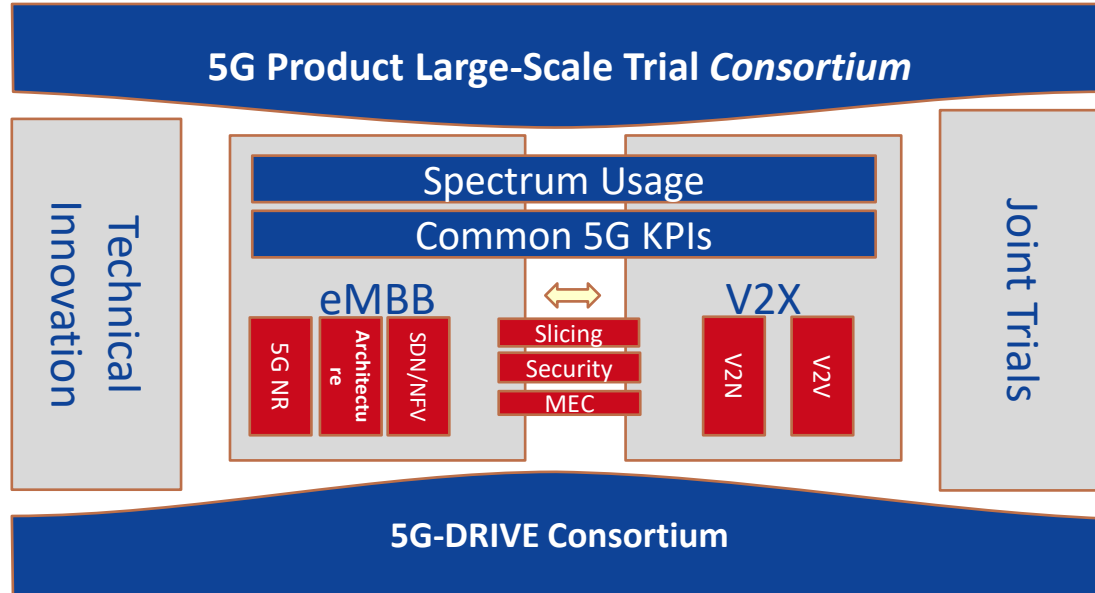 5G Product Large-Scale Trial Consortium
Technical
Innovation
Spectrum Usage
Common 5G KPIs
eMBB
V2X
5G NR
Architectu
re
SDN/NFV
Slicing
Security
MEC
V2N
V2V
Joint Trials
5G-DRIVE Consortium